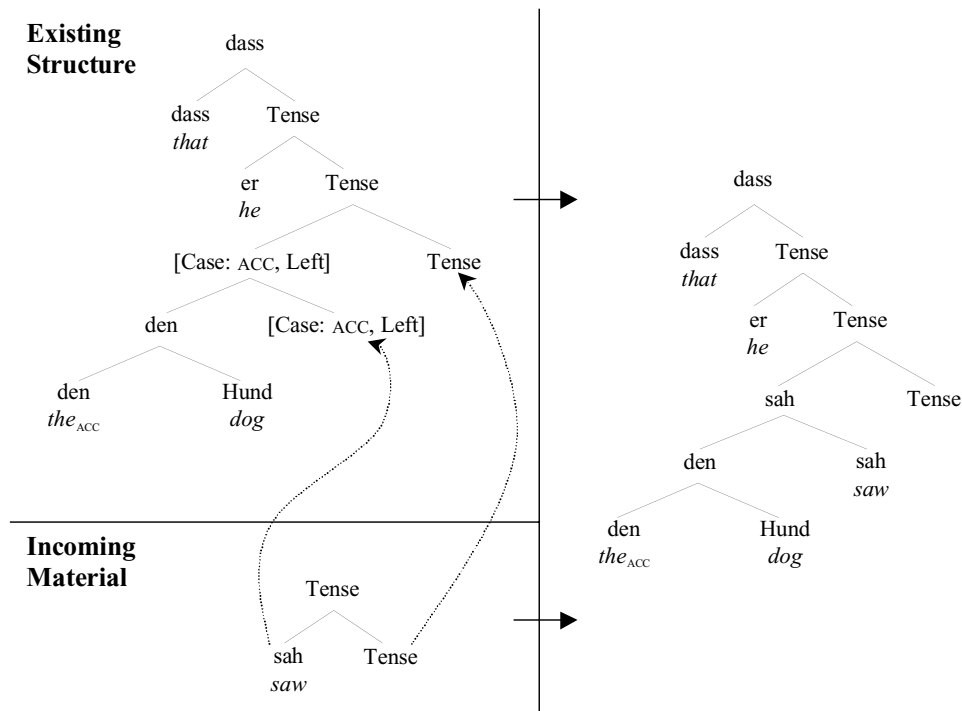 Existing
Structure
dass
dass Tense
that
er Tense
he
[Case: ACC, Left] Tense
den [Case: ACC, Left]
den Hund
the ACC dog
Incoming
Material
Tense
sah Tense
saw
dass
dass Tense
that
er Tense
he
sah Tense
den sah
saw
den Hund
the ACC dog